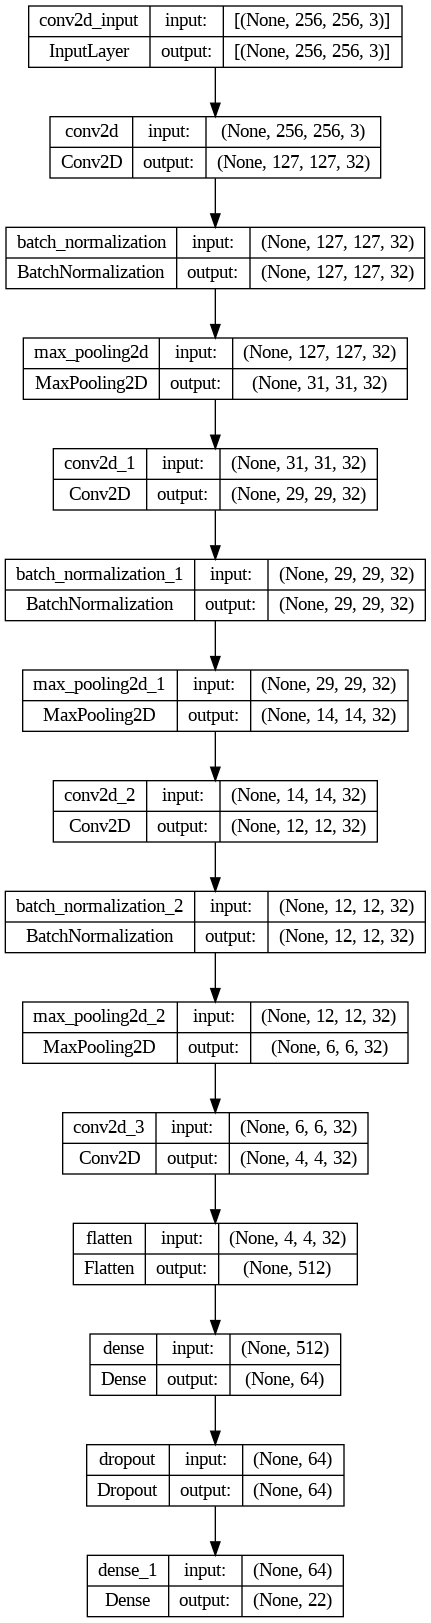 conv2d_input input: [(None, 256, 256, 3)]
InputLayer output: [(None, 256, 256, 3)]
conv2d input: (None, 256, 256, 3)
Conv2D output: (None, 127, 127, 32)
batch_normalization input: (None, 127, 127, 32)
BatchNormalization output: (None, 127, 127, 32)
max_pooling2d input: (None, 127, 127, 32)
MaxPooling2D output: (None, 31, 31, 32)
conv2d_1 input: (None, 31, 31, 32)
Conv2D output: (None, 29, 29, 32)
batch_normalization_1 input: (None, 29, 29, 32)
BatchNormalization output: (None, 29, 29, 32)
max_pooling2d_1 input: (None, 29, 29, 32)
MaxPooling2D output: (None, 14, 14, 32)
conv2d_2 input: (None, 14, 14, 32)
Conv2D output: (None, 12, 12, 32)
batch_normalization_2 input: (None, 12, 12, 32)
BatchNormalization output: (None, 12, 12, 32)
max_pooling2d_2 input: (None, 12, 12, 32)
MaxPooling2D output: (None, 6, 6, 32)
conv2d_3 input: (None, 6, 6, 32)
Conv2D output: (None, 4, 4, 32)
flatten input: (None, 4, 4, 32)
Flatten output: (None, 512)
dense input: (None, 512)
Dense output: (None, 64)
dropout input: (None, 64)
Dropout output: (None, 64)
dense_1 input: (None, 64)
Dense output: (None, 22)